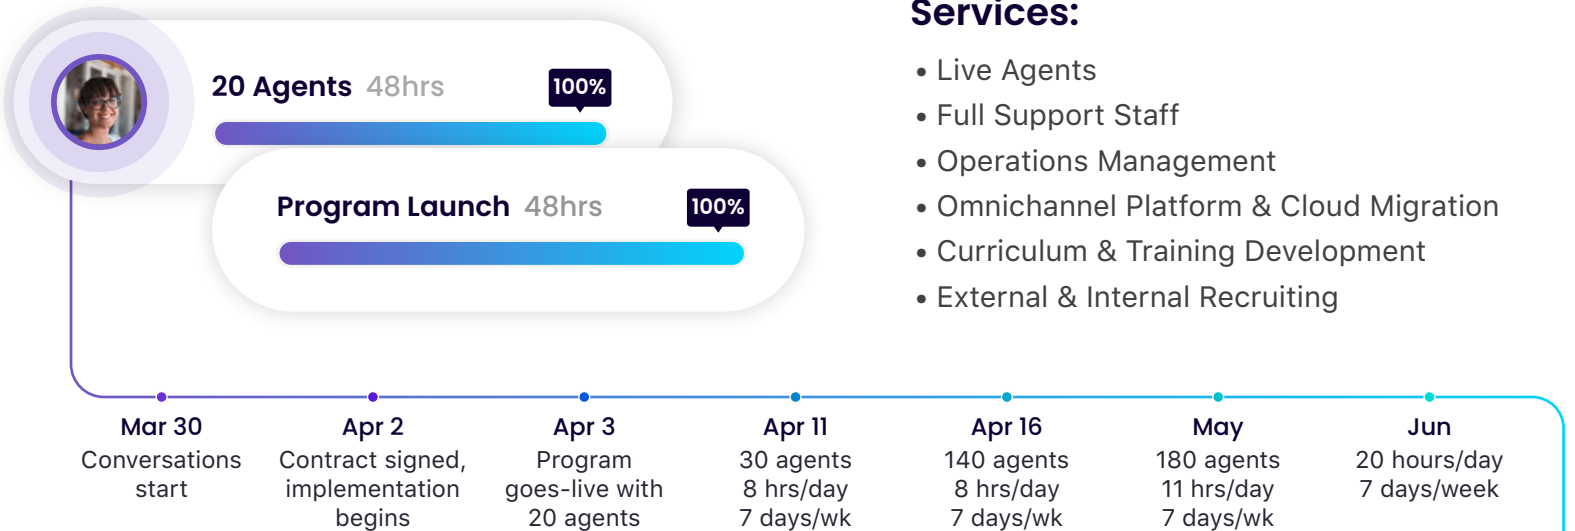 20 Agents 48hrs
100%
Program Launch 48hrs
100%
Services:
• Live Agents
• Full Support Staff
• Operations Management
• Omnichannel Platform & Cloud Migration
• Curriculum & Training Development
• External & Internal Recruiting
Mar 30
Conversations
start
Apr 2
Contract signed,
implementation
begins
Apr 3
Program
goes-live with
20 agents
Apr 11
30 agents
8 hrs/day
7 days/wk
Apr 16
140 agents
8 hrs/day
7 days/wk
May
180 agents
11 hrs/day
7 days/wk
Jun
20 hours/day
7 days/week